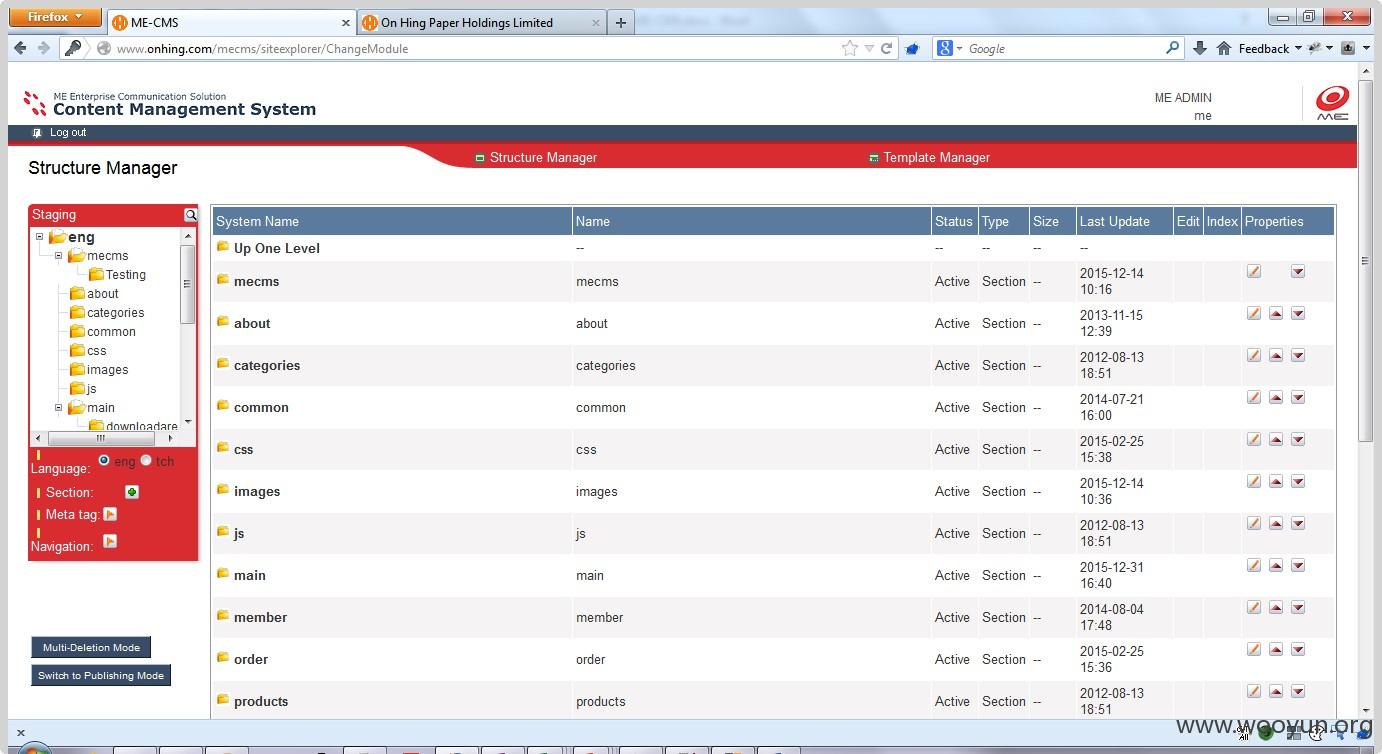 Firefox
ME-CMS
On Hing Paper Holdings Limited
www.onhing.com/mecms/siteexplorer/ChangeModule
Google
Feedback
ME Enterprise Communication Solution
Content Management System
ME ADMIN
me
ME
Log out
Structure Manager
Structure Manager
Template Manager
Staging
eng
mecms
Testing
about
categories
common
css
images
js
main
downloadare
Language: eng tch
Section:
Meta tag:
Navigation:
Multi-Deletion Mode
Switch to Publishing Mode
System Name Name Status Type Size Last Update Edit Index Properties
Up One Level -- -- -- -- --
mecms mecms Active Section -- 2015-12-14
10:16
about about Active Section -- 2013-11-15
12:39
categories categories Active Section -- 2012-08-13
18:51
common common Active Section -- 2014-07-21
16:00
css css Active Section -- 2015-02-25
15:38
images images Active Section -- 2015-12-14
10:36
js js Active Section -- 2012-08-13
18:51
main main Active Section -- 2015-12-31
16:40
member member Active Section -- 2014-08-04
17:48
order order Active Section -- 2015-02-25
15:36
products products Active Section -- 2012-08-13
18:51
www.wooyun.org